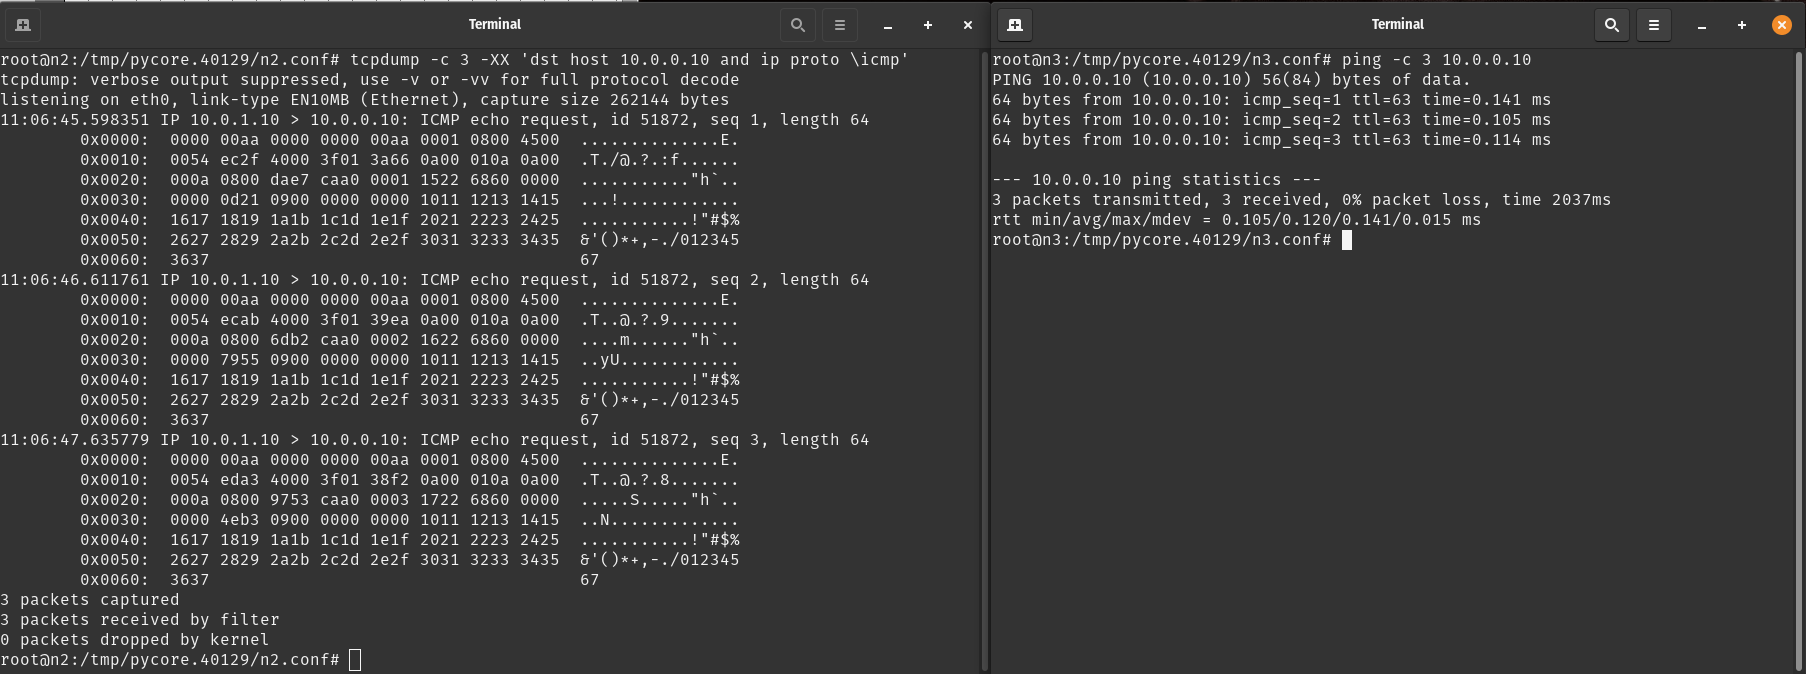 Terminal
root@n2:/tmp/pycore.40129/n2.conf# tcpdump -c 3 -XX 'dst host 10.0.0.10 and ip proto \icmp'
tcpdump: verbose output suppressed, use -v or -vv for full protocol decode
listening on eth0, link-type EN10MB (Ethernet), capture size 262144 bytes
11:06:45.598351 IP 10.0.1.10 > 10.0.0.10: ICMP echo request, id 51872, seq 1, length 64
0x0000:  0000 00aa 0000 0000 00aa 0001 0800 4500  ..............E.
0x0010:  0054 ec2f 4000 3f01 3a66 0a00 010a 0a00  .T./@.?.:f......
0x0020:  000a 0800 dae7 caa0 0001 1522 6860 0000  ..........."h`..
0x0030:  0000 0d21 0900 0000 0000 1011 1213 1415  ...!............
0x0040:  1617 1819 1a1b 1c1d 1e1f 2021 2223 2425  ...........!"#$%
0x0050:  2627 2829 2a2b 2c2d 2e2f 3031 3233 3435  &'()*+,-./012345
0x0060:  3637  67
11:06:46.611761 IP 10.0.1.10 > 10.0.0.10: ICMP echo request, id 51872, seq 2, length 64
0x0000:  0000 00aa 0000 0000 00aa 0001 0800 4500  ..............E.
0x0010:  0054 ecab 4000 3f01 39ea 0a00 010a 0a00  .T..@.?.9.......
0x0020:  000a 0800 6db2 caa0 0002 1622 6860 0000  ....m......"h`..
0x0030:  0000 7955 0900 0000 0000 1011 1213 1415  ..yU............
0x0040:  1617 1819 1a1b 1c1d 1e1f 2021 2223 2425  ...........!"#$%
0x0050:  2627 2829 2a2b 2c2d 2e2f 3031 3233 3435  &'()*+,-./012345
0x0060:  3637  67
11:06:47.635779 IP 10.0.1.10 > 10.0.0.10: ICMP echo request, id 51872, seq 3, length 64
0x0000:  0000 00aa 0000 0000 00aa 0001 0800 4500  ..............E.
0x0010:  0054 eda3 4000 3f01 38f2 0a00 010a 0a00  .T..@.?.8.......
0x0020:  000a 0800 9753 caa0 0003 1722 6860 0000  .....S....."h`..
0x0030:  0000 4eb3 0900 0000 0000 1011 1213 1415  ..N.............
0x0040:  1617 1819 1a1b 1c1d 1e1f 2021 2223 2425  ...........!"#$%
0x0050:  2627 2829 2a2b 2c2d 2e2f 3031 3233 3435  &'()*+,-./012345
0x0060:  3637  67
3 packets captured
3 packets received by filter
0 packets dropped by kernel
root@n2:/tmp/pycore.40129/n2.conf#
Terminal
root@n3:/tmp/pycore.40129/n3.conf# ping -c 3 10.0.0.10
PING 10.0.0.10 (10.0.0.10) 56(84) bytes of data.
64 bytes from 10.0.0.10: icmp_seq=1 ttl=63 time=0.141 ms
64 bytes from 10.0.0.10: icmp_seq=2 ttl=63 time=0.105 ms
64 bytes from 10.0.0.10: icmp_seq=3 ttl=63 time=0.114 ms
--- 10.0.0.10 ping statistics ---
3 packets transmitted, 3 received, 0% packet loss, time 2037ms
rtt min/avg/max/mdev = 0.105/0.120/0.141/0.015 ms
root@n3:/tmp/pycore.40129/n3.conf#